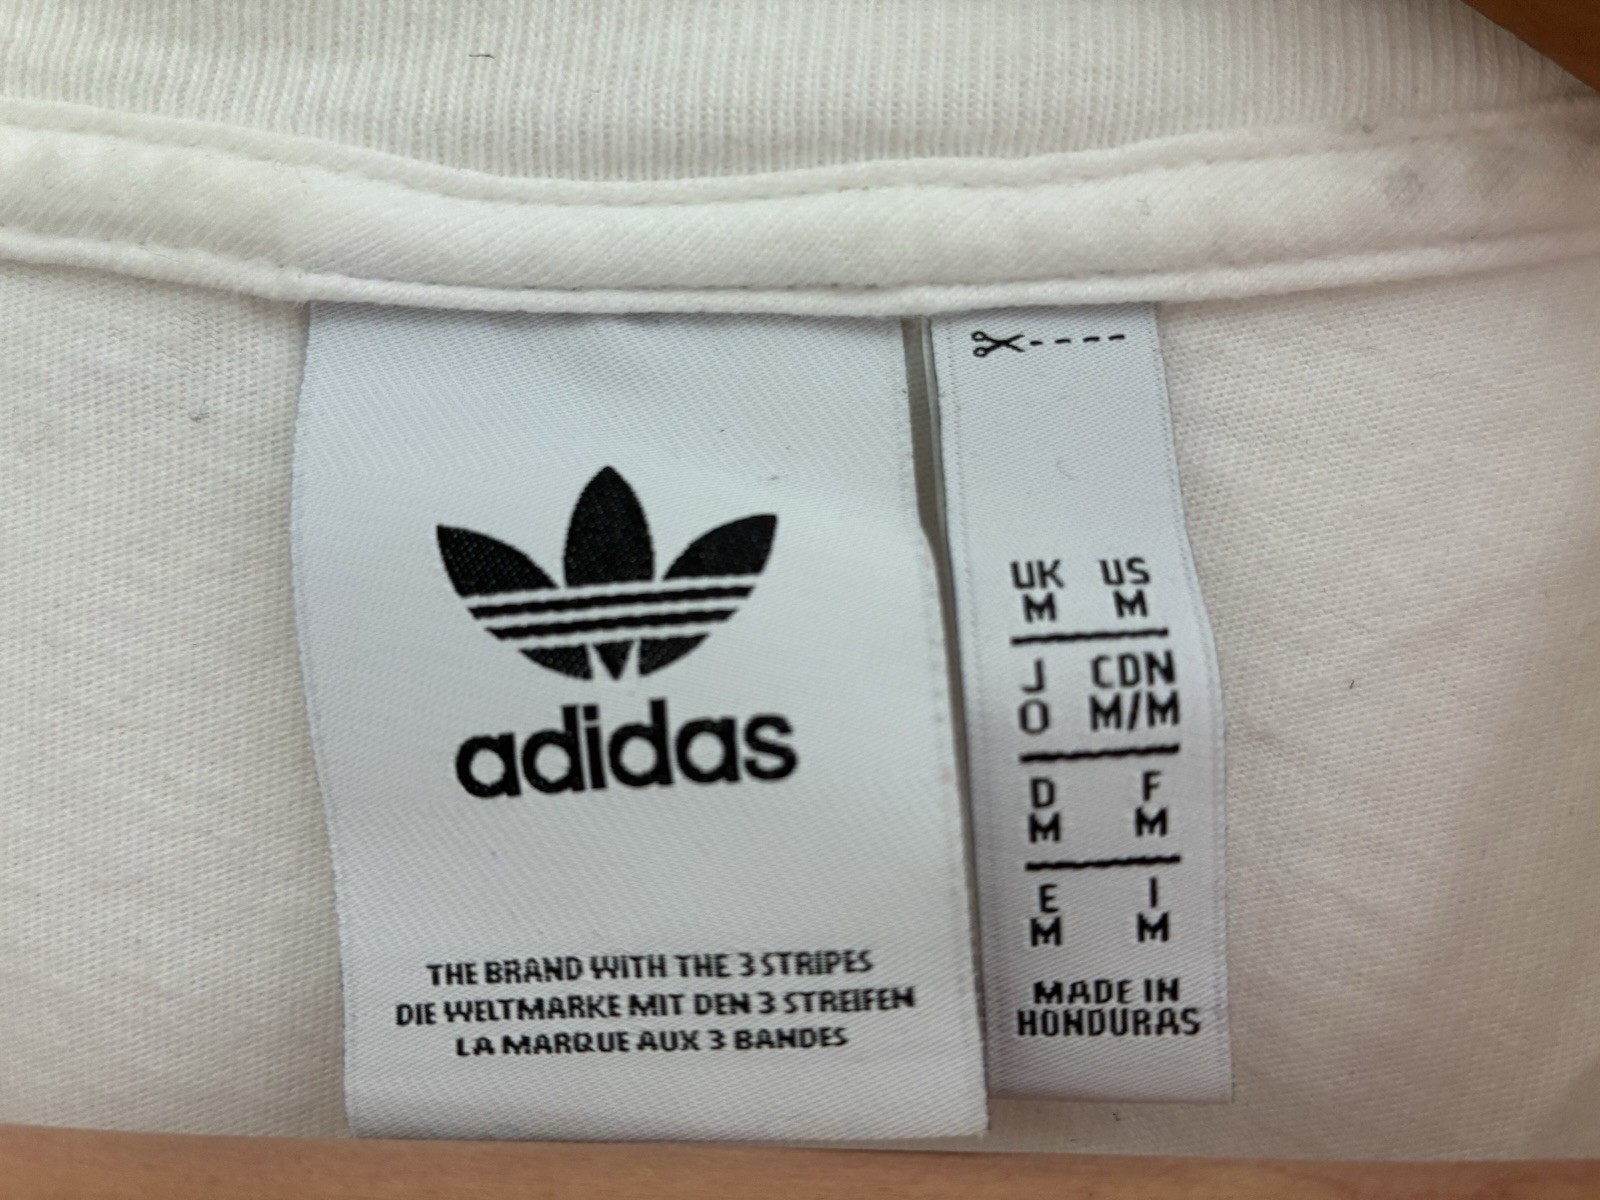 adidas
THE BRAND WITH THE 3 STRIPES
DIE WELTMARKE MIT DEN 3 STREIFEN
LA MARQUE AUX 3 BANDES
UK US
M M
J CDN
O M/M
D F
M M
E I
M M
MADE IN
HONDURAS